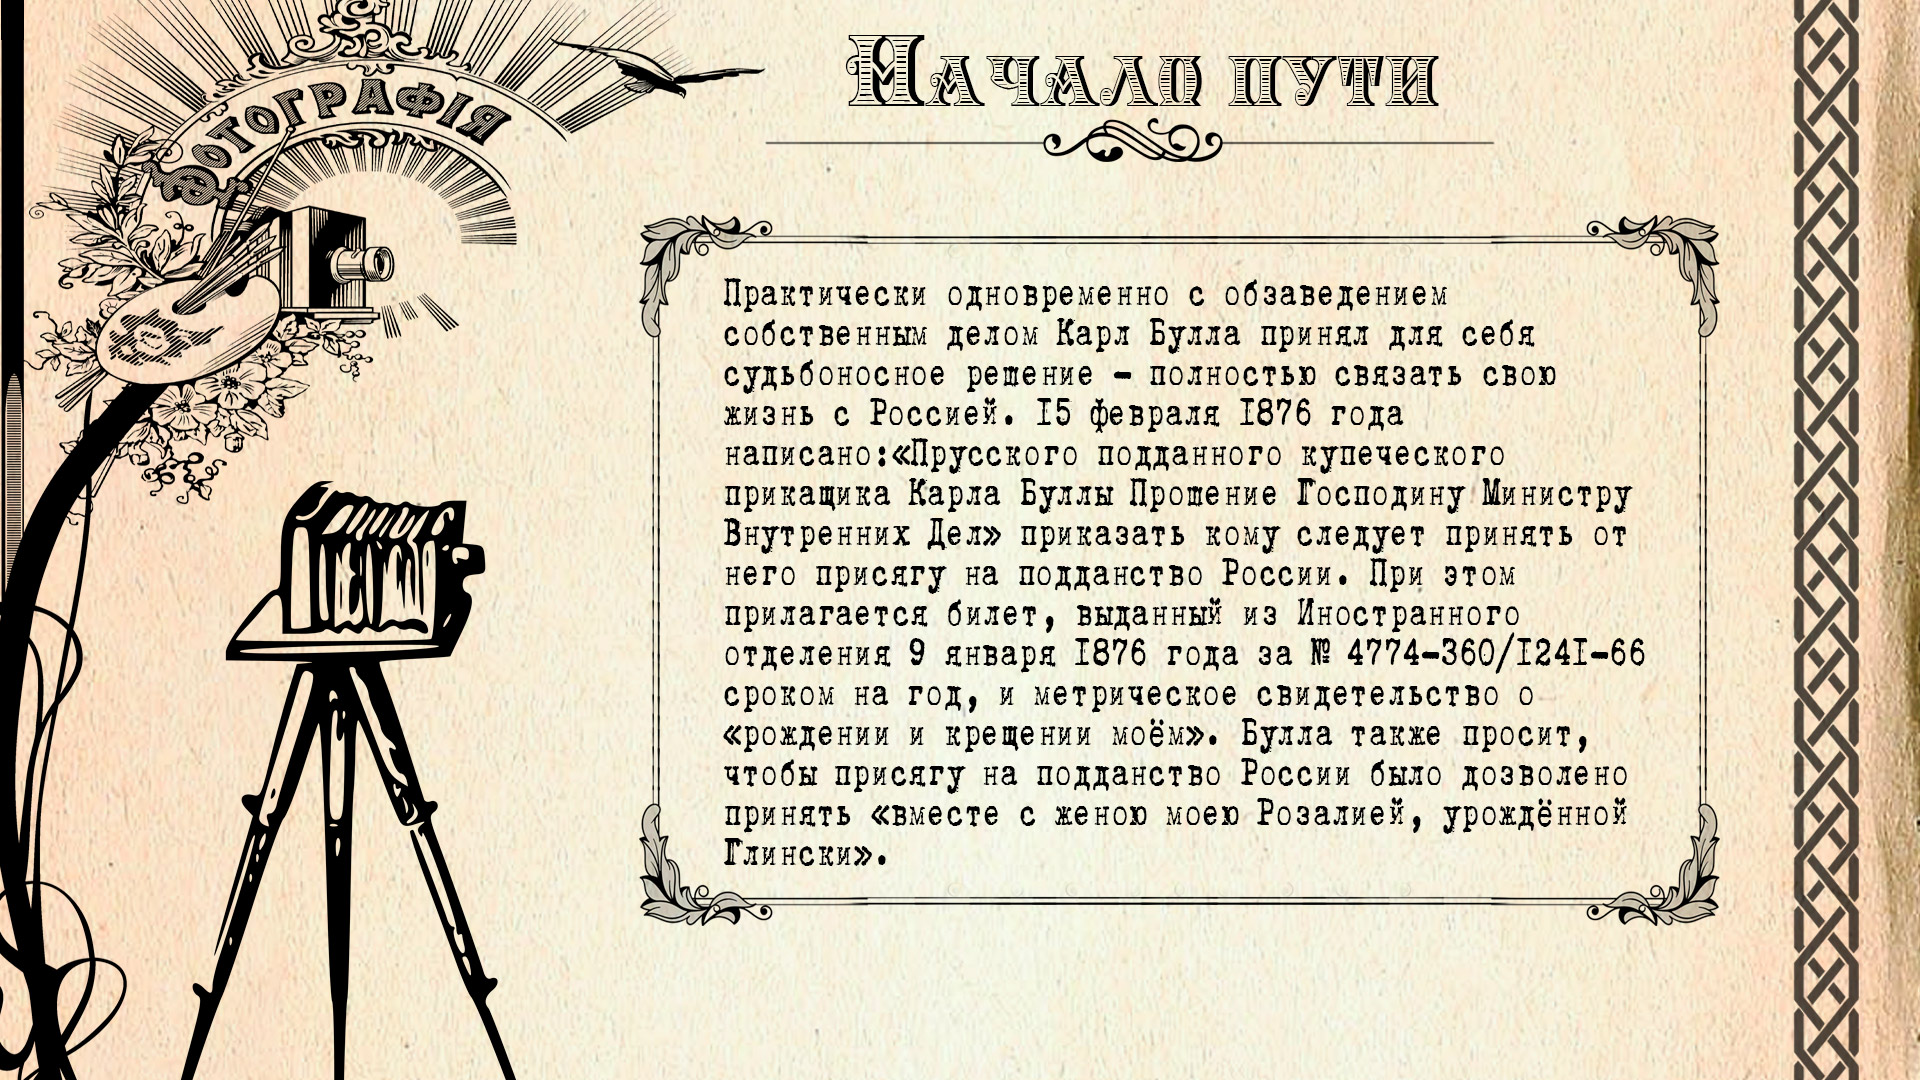 ФОТОГРАФІЯ
Начало пути
Практически одновременно с обзаведением
собственным делом Карл Булла принял для себя
судьбоносное решение – полностью связать свою
жизнь с Россией. 15 февраля 1876 года
написано:«Прусского подданного купеческого
прикащика Карла Буллы Прошение Господину Министру
Внутренних Дел» приказать кому следует принять от
него присягу на подданство России. При этом
прилагается билет, выданный из Иностранного
отделения 9 января 1876 года за № 4774-360/1241-66
сроком на год, и метрическое свидетельство о
«рождении и крещении моём». Булла также просит,
чтобы присягу на подданство России было дозволено
принять «вместе с женою моею Розалией, урождённой
Глински».